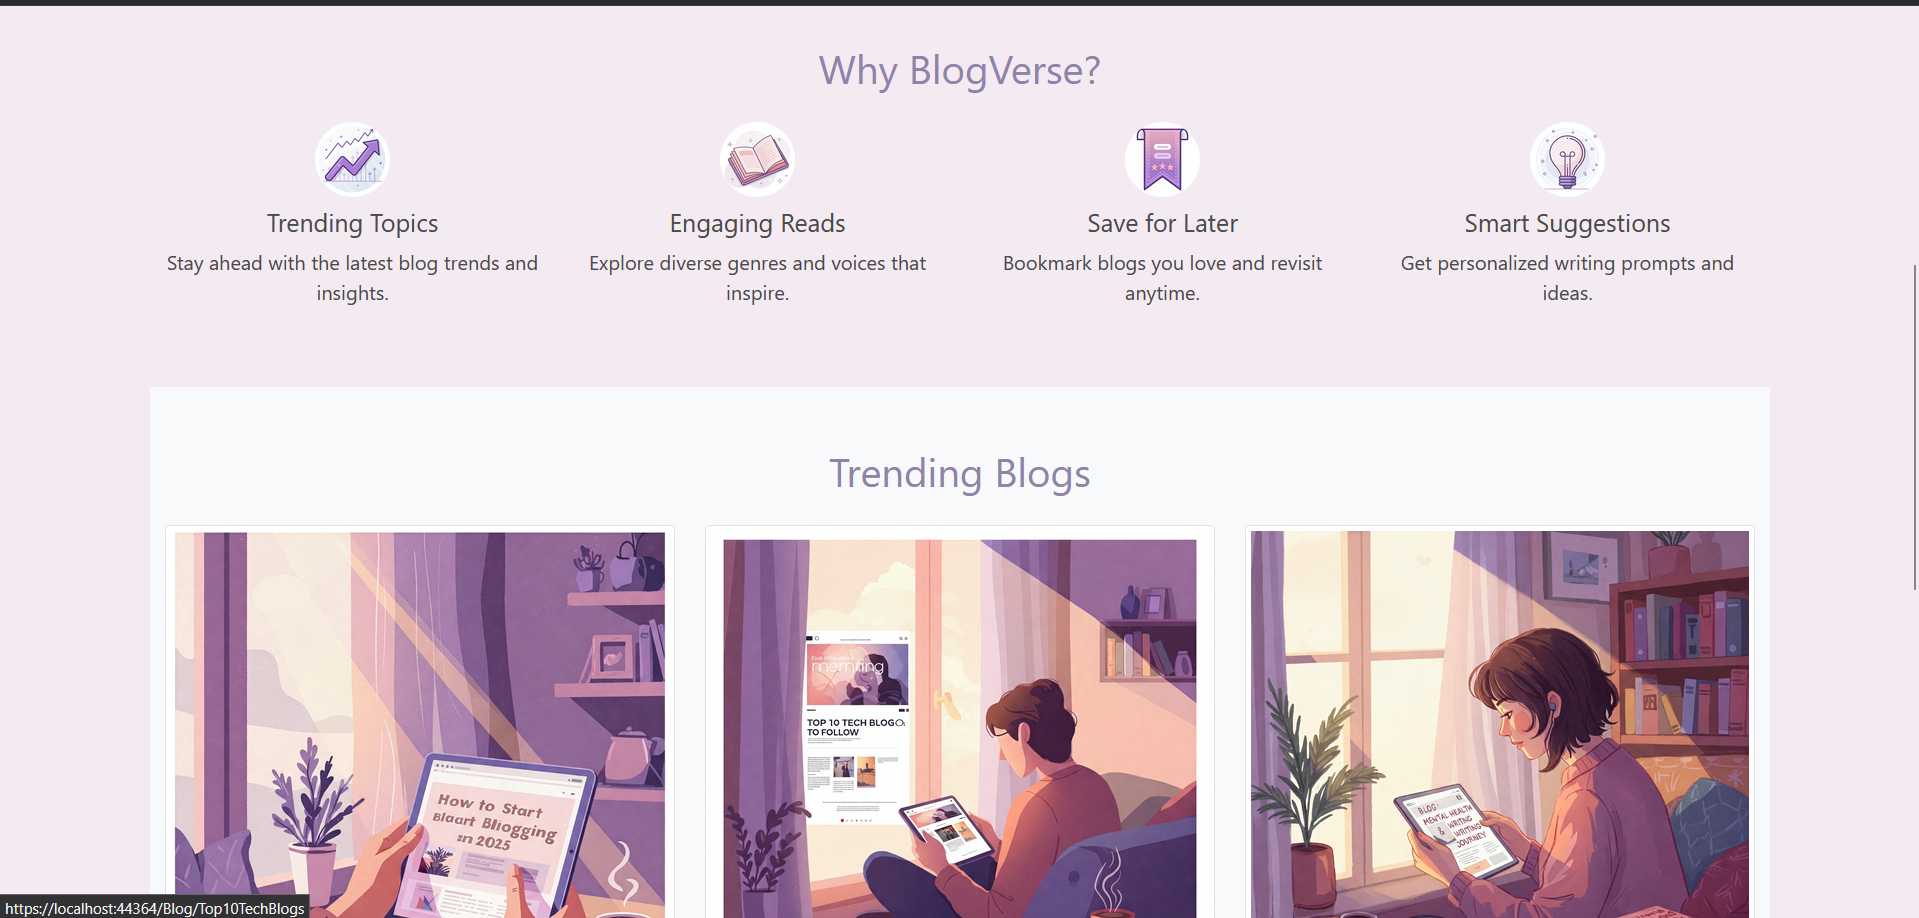 Why BlogVerse?
Trending Topics
Stay ahead with the latest blog trends and
insights.
Engaging Reads
Explore diverse genres and voices that
inspire.
Save for Later
Bookmark blogs you love and revisit
anytime.
Smart Suggestions
Get personalized writing prompts and
ideas.
Trending Blogs
How to Start
Blaart Bliogging
in 2025
TOP 10 TECH BLOG
TO FOLLOW
BLOG:
MENTAL HEALTH
& WRITING
WRITING
JOURNEY
https://localhost:44364/Blog/Top10TechBlogs